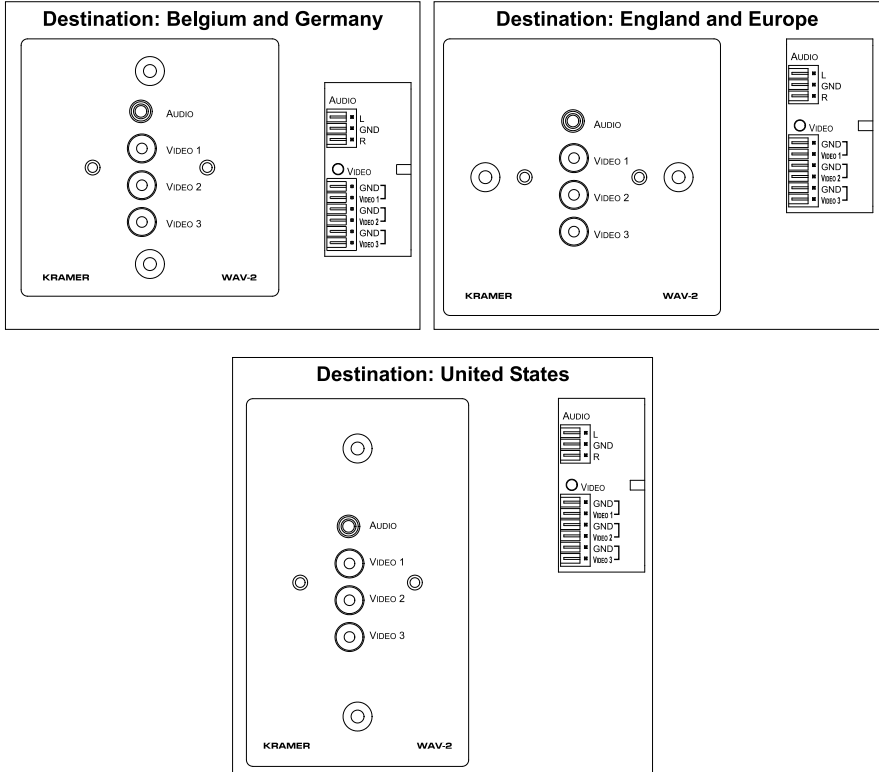 Destination: Belgium and Germany
AUDIO
VIDEO 1
VIDEO 2
VIDEO 3
KRAMER WAV-2
AUDIO
L
GND
R
VIDEO
GND
VIDEO 1
GND
VIDEO 2
GND
VIDEO 3
Destination: England and Europe
AUDIO
VIDEO 1
VIDEO 2
VIDEO 3
KRAMER WAV-2
AUDIO
L
GND
R
VIDEO
GND
VIDEO 1
GND
VIDEO 2
GND
VIDEO 3
Destination: United States
AUDIO
VIDEO 1
VIDEO 2
VIDEO 3
KRAMER WAV-2
AUDIO
L
GND
R
VIDEO
GND
VIDEO 1
GND
VIDEO 2
GND
VIDEO 3